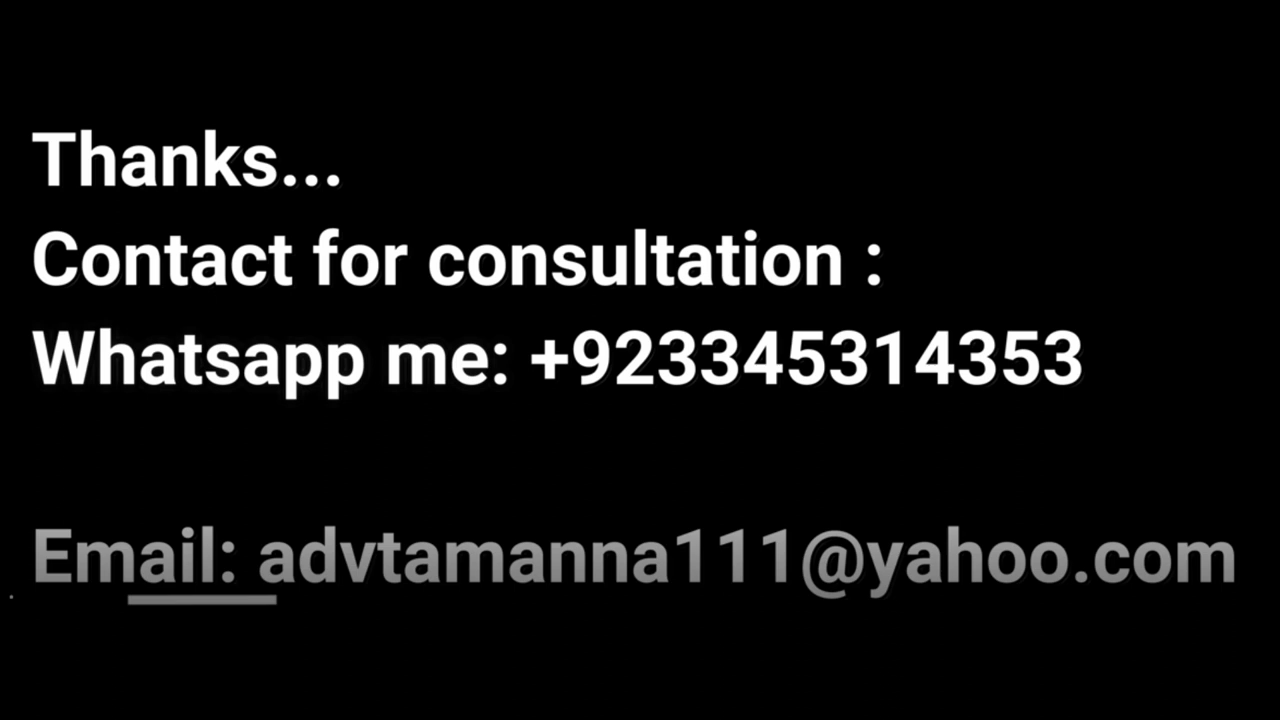 Thanks...
Contact for consultation :
Whatsapp me: +923345314353
Email: advtamanna111@yahoo.com